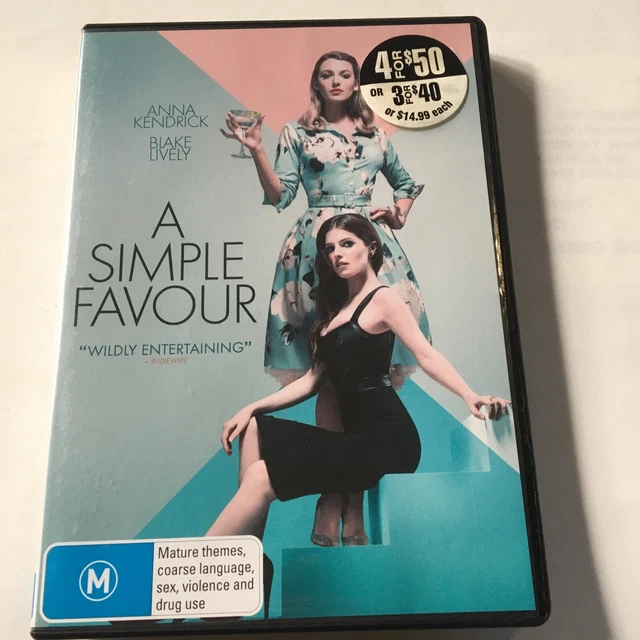 4 FOR $50
OR 3 FOR $40
or $14.99 each
ANNA
KENDRICK
BLAKE
LIVELY
A
SIMPLE
FAVOUR
“WILDLY ENTERTAINING”
– INDIEWIRE
M
Mature themes,
coarse language,
sex, violence and
drug use